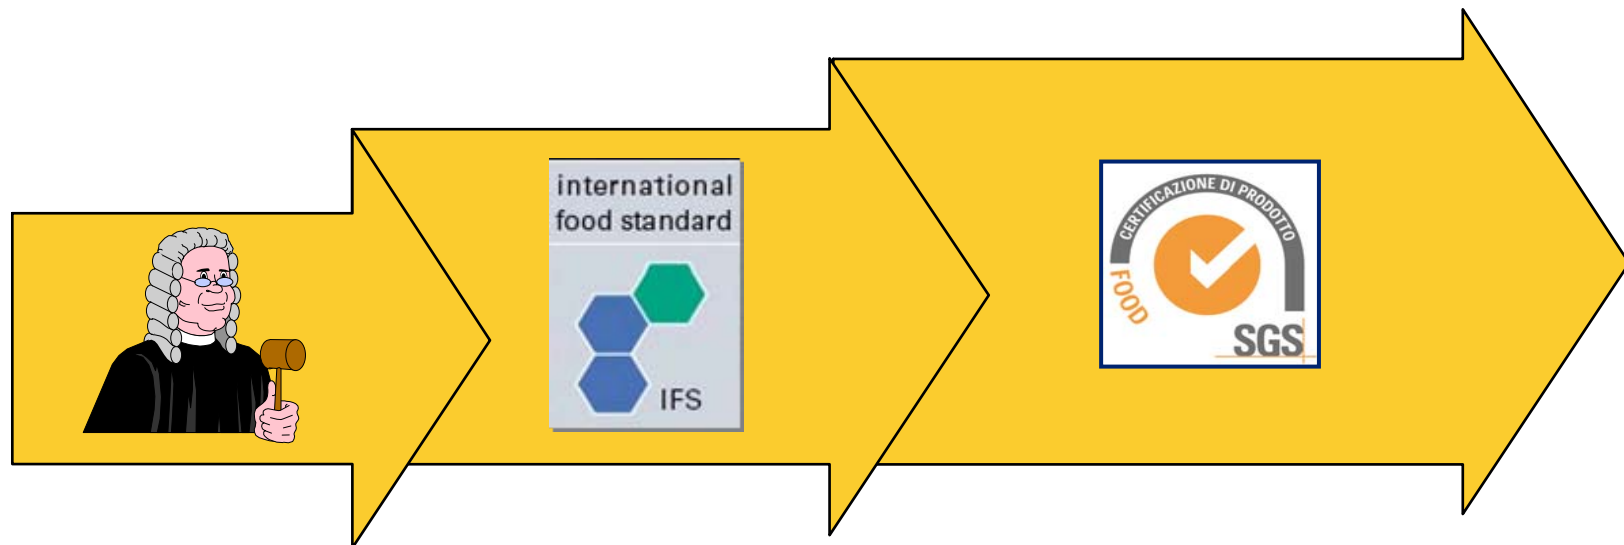 international
food standard
IFS
CERTIFICAZIONE DI PRODOTTO
FOOD
SGS